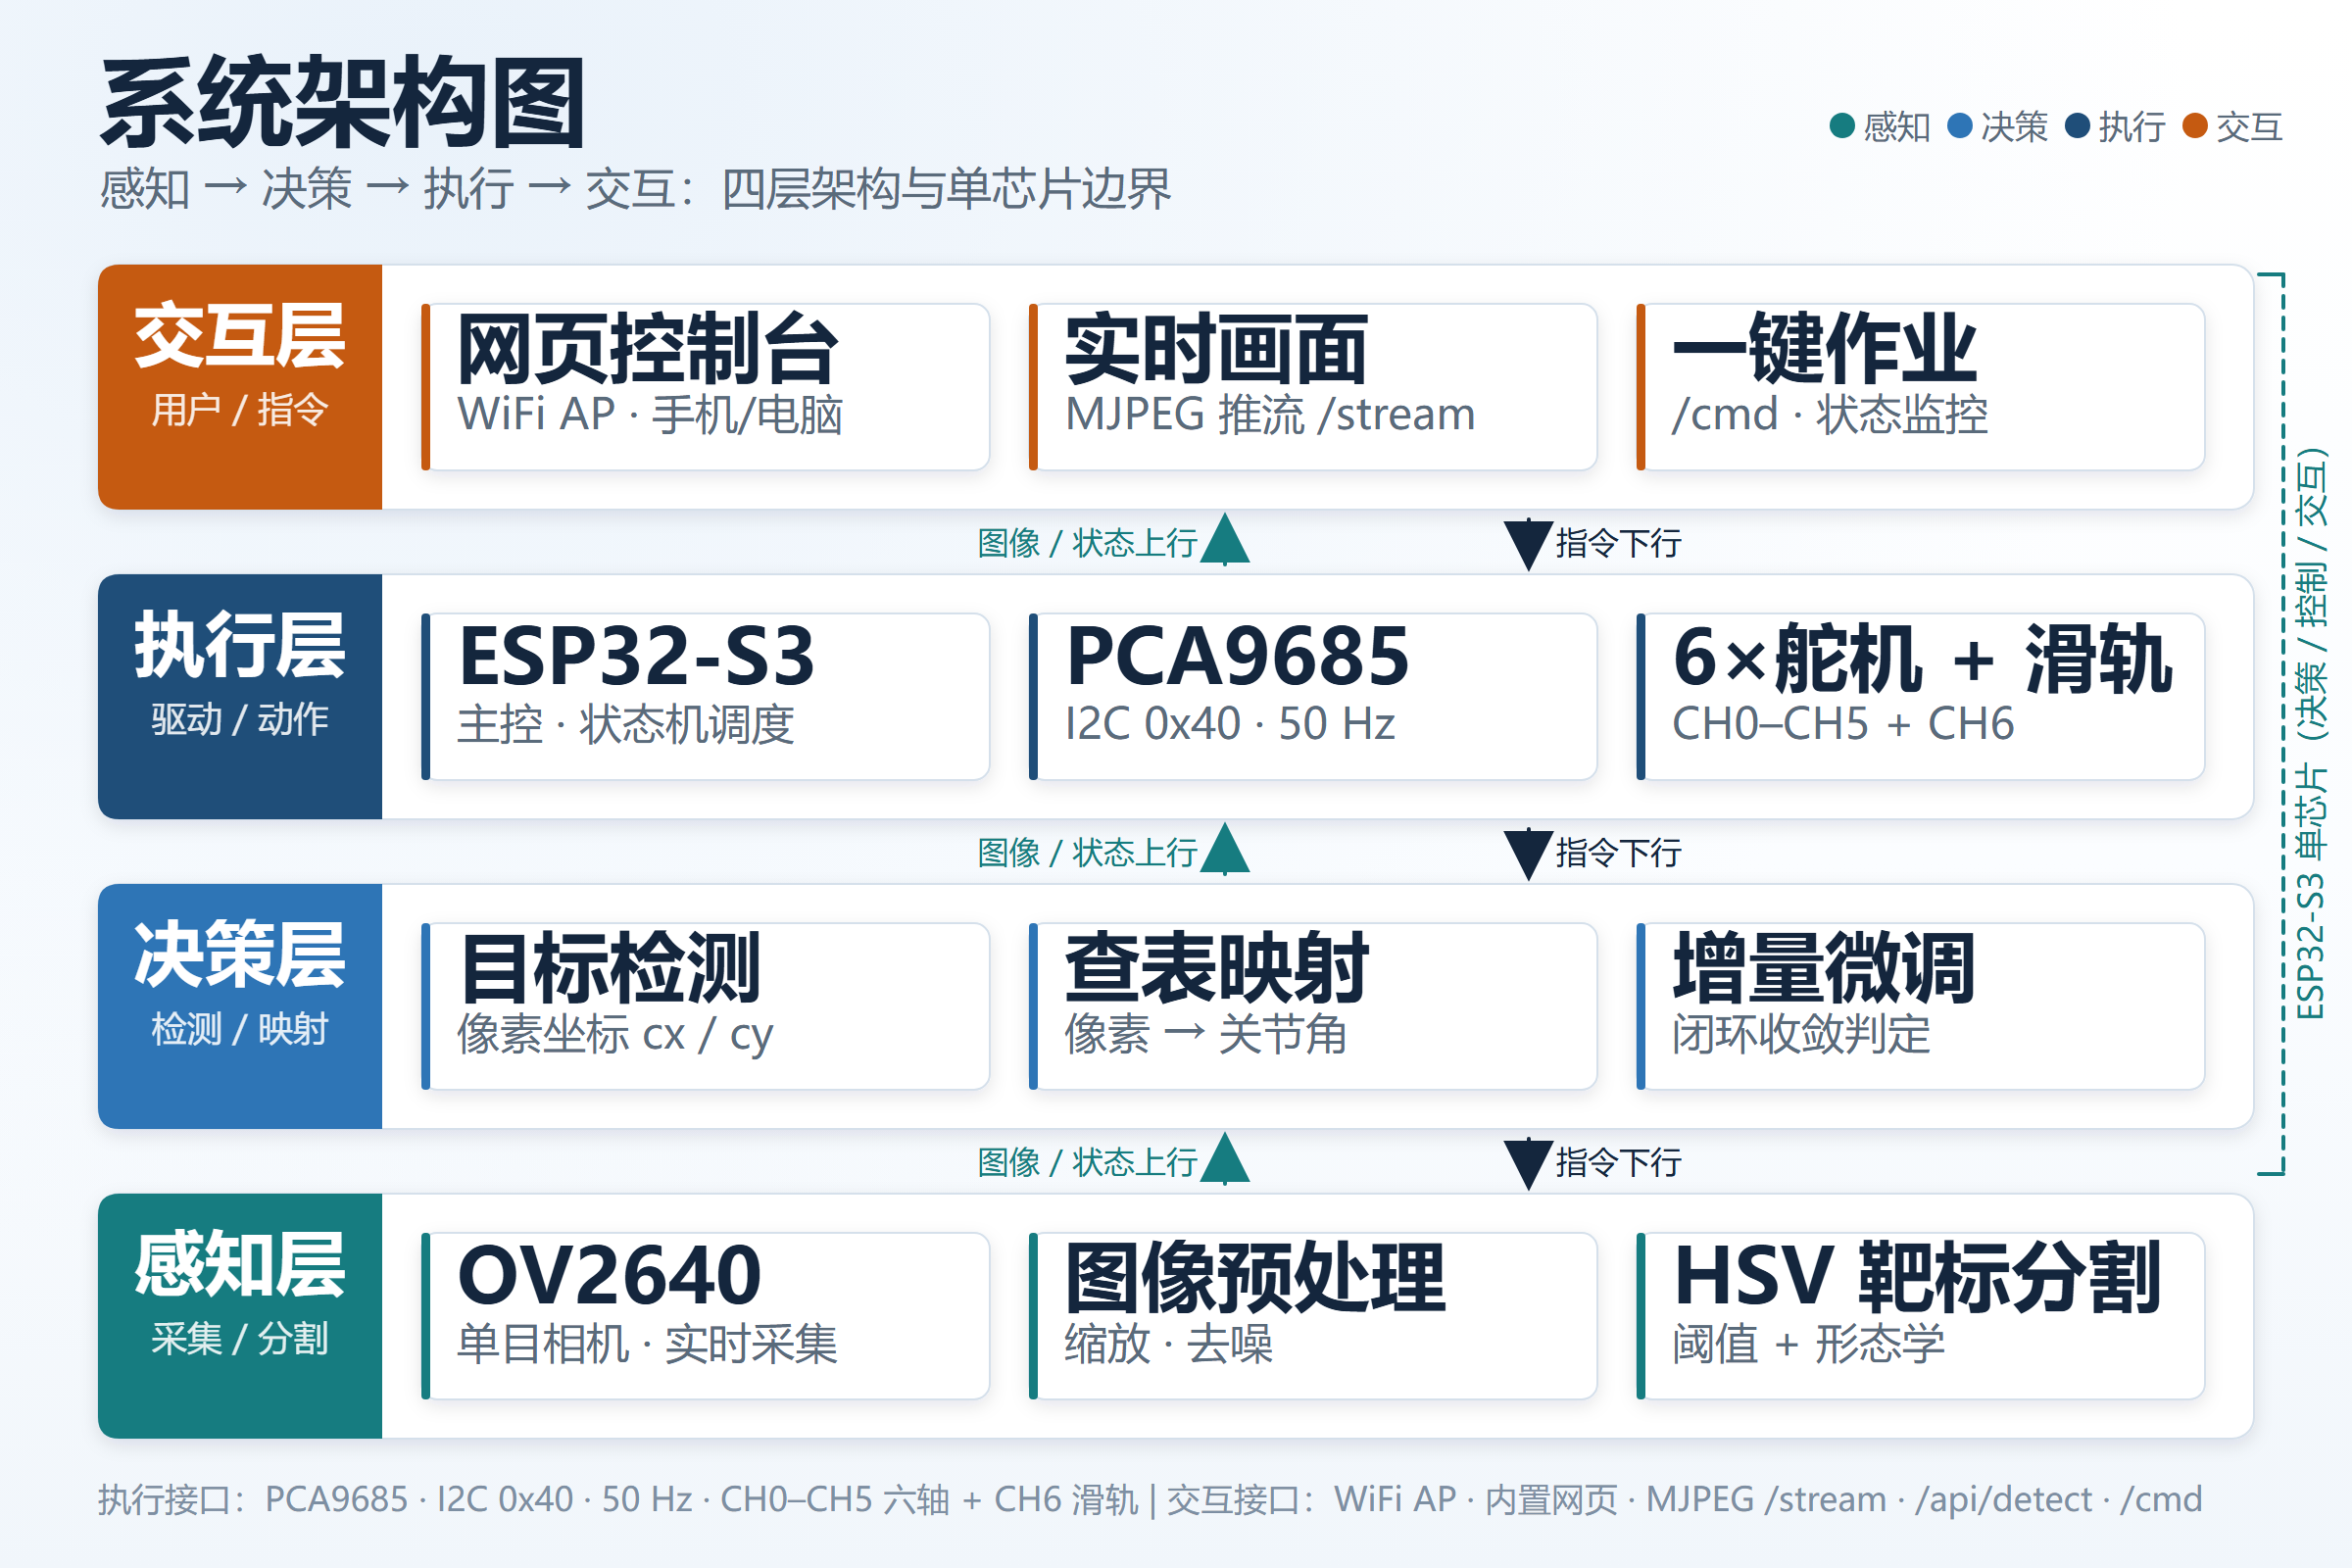 系统架构图
感知 → 决策 → 执行 → 交互：四层架构与单芯片边界
感知 决策 执行 交互
交互层
用户 / 指令
网页控制台
WiFi AP · 手机/电脑
实时画面
MJPEG 推流 /stream
一键作业
/cmd · 状态监控
图像 / 状态上行
指令下行
执行层
驱动 / 动作
ESP32-S3
主控 · 状态机调度
PCA9685
I2C 0x40 · 50 Hz
6×舵机 + 滑轨
CH0–CH5 + CH6
图像 / 状态上行
指令下行
决策层
检测 / 映射
目标检测
像素坐标 cx / cy
查表映射
像素 → 关节角
增量微调
闭环收敛判定
图像 / 状态上行
指令下行
感知层
采集 / 分割
OV2640
单目相机 · 实时采集
图像预处理
缩放 · 去噪
HSV 靶标分割
阈值 + 形态学
ESP32-S3 单芯片（决策 / 控制 / 交互）
执行接口：PCA9685 · I2C 0x40 · 50 Hz · CH0–CH5 六轴 + CH6 滑轨 | 交互接口：WiFi AP · 内置网页 · MJPEG /stream · /api/detect · /cmd